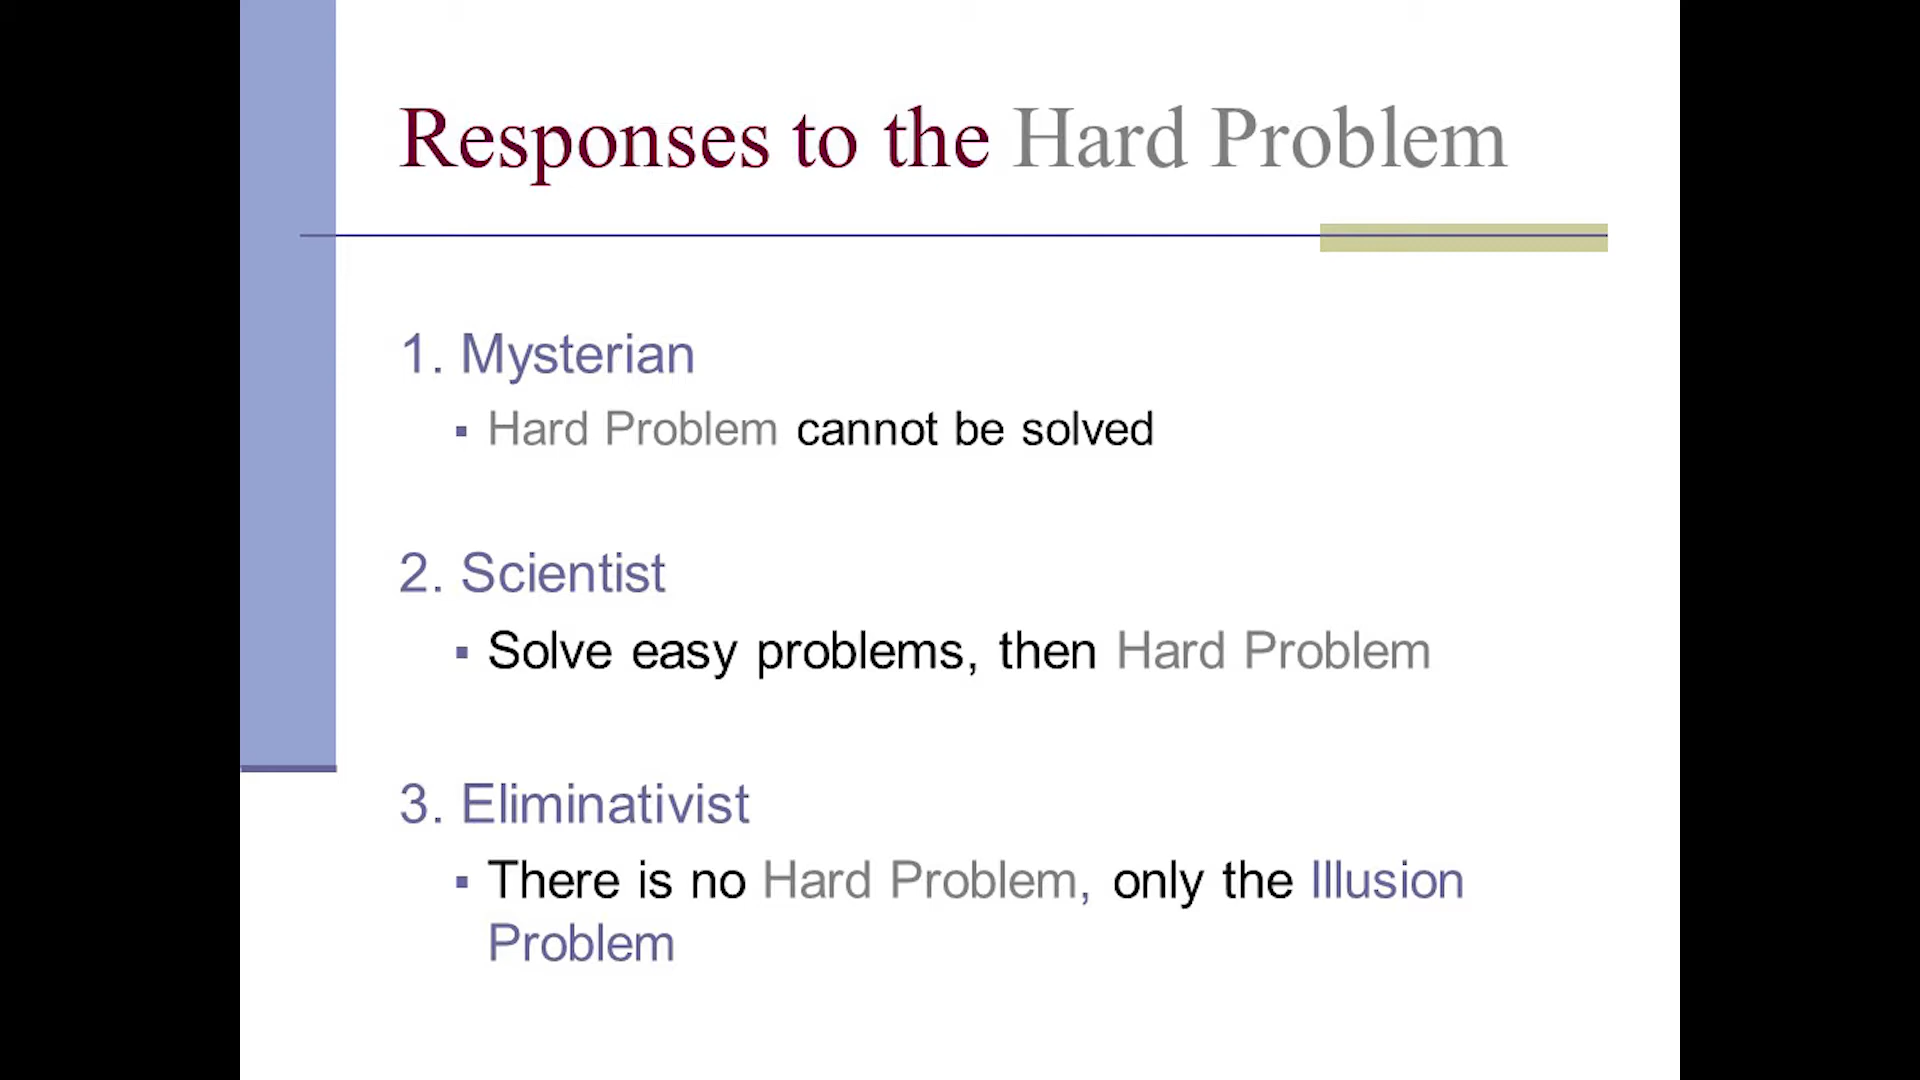 Responses to the Hard Problem
1. Mysterian
▪ Hard Problem cannot be solved
2. Scientist
▪ Solve easy problems, then Hard Problem
3. Eliminativist
▪ There is no Hard Problem, only the Illusion
Problem